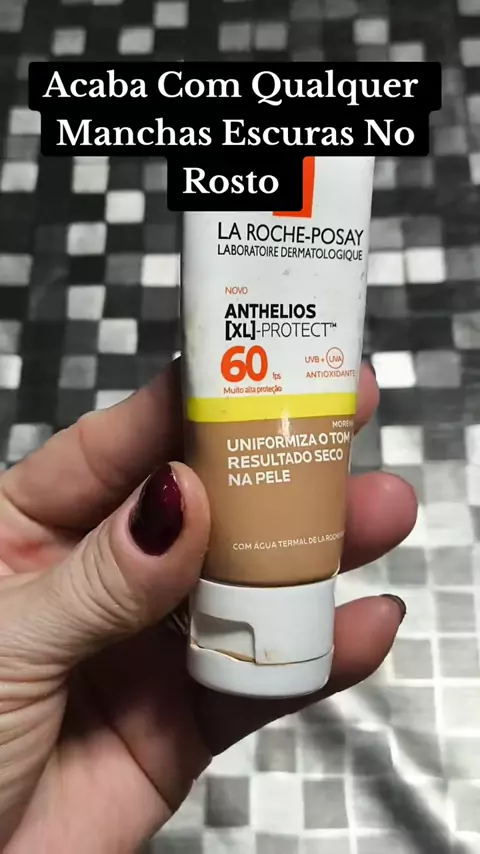 Acaba Com Qualquer
Manchas Escuras No
Rosto
LA ROCHE-POSAY
LABORATOIRE DERMATOLOGIQUE
NOVO
ANTHELIOS
[XL]-PROTECT™
60 fps
UVB + UVA
ANTIOXIDANTE
Muito alta proteção
UNIFORMIZA O TOM
RESULTADO SECO
NA PELE
COM ÁGUA TERMAL DE LA